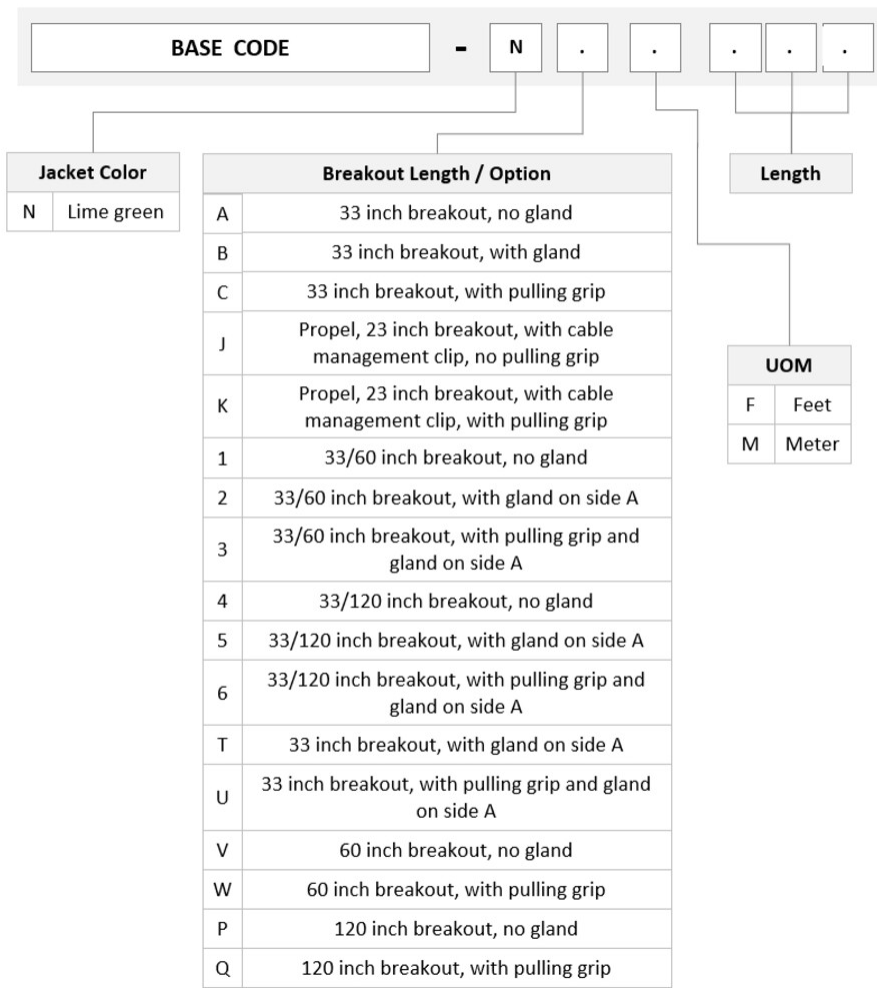 BASE CODE - N . . . . .
Jacket Color
N Lime green
Breakout Length / Option
A 33 inch breakout, no gland
B 33 inch breakout, with gland
C 33 inch breakout, with pulling grip
J Propel, 23 inch breakout, with cable
management clip, no pulling grip
K Propel, 23 inch breakout, with cable
management clip, with pulling grip
1 33/60 inch breakout, no gland
2 33/60 inch breakout, with gland on side A
3 33/60 inch breakout, with pulling grip and
gland on side A
4 33/120 inch breakout, no gland
5 33/120 inch breakout, with gland on side A
6 33/120 inch breakout, with pulling grip and
gland on side A
T 33 inch breakout, with gland on side A
U 33 inch breakout, with pulling grip and gland
on side A
V 60 inch breakout, no gland
W 60 inch breakout, with pulling grip
P 120 inch breakout, no gland
Q 120 inch breakout, with pulling grip
Length
UOM
F Feet
M Meter